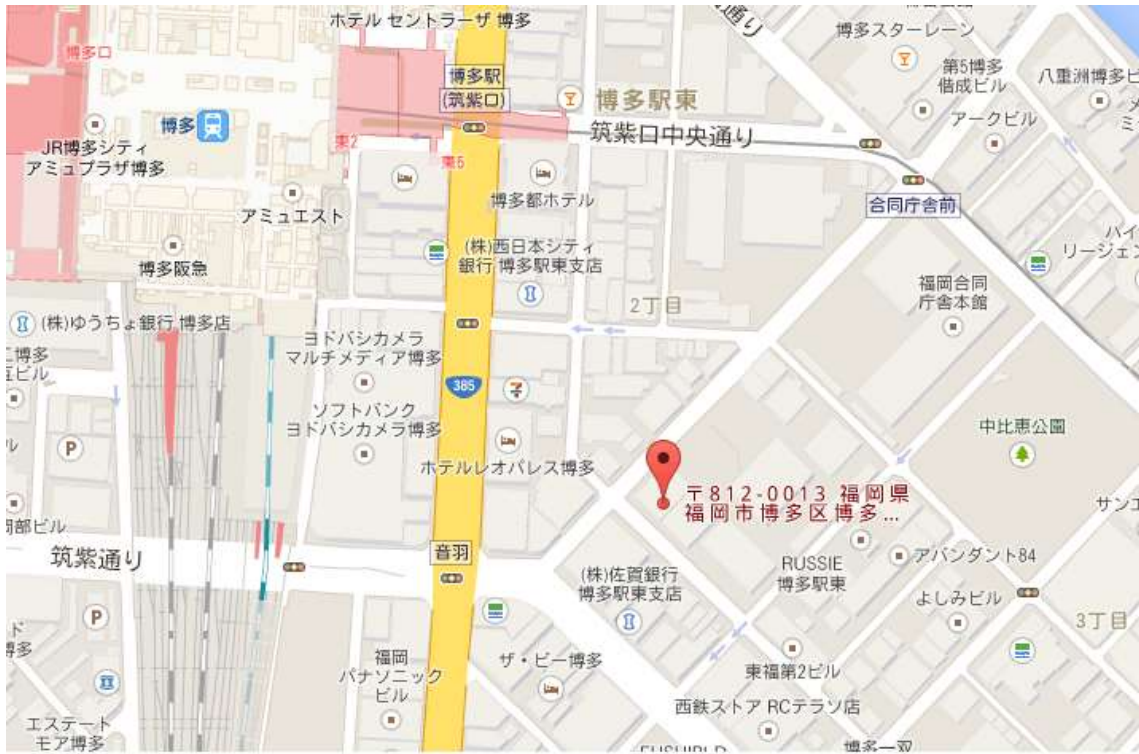 ホテル セントラーザ 博多
通り
博多スターレーン
博多口
博多駅
(筑紫口)
第5博多
偕成ビル
八重洲博多ビ
博多
博多駅東
アークビル
筑紫口中央通り
JR博多シティ
アミュプラザ博多
東2
東5
アミュエスト
博多都ホテル
合同庁舎前
(株)西日本シティ
銀行 博多駅東支店
ハイ
リージェン
博多阪急
福岡合同
庁舎本館
2丁目
(株)ゆうちょ銀行 博多店
ヨドバシカメラ
マルチメディア博多
385
ソフトバンク
ヨドバシカメラ博多
中比恵公園
P
ホテルレオパレス博多
〒812-0013 福岡県
福岡市博多区博多...
サンエ
岡部ビル
筑紫通り
音羽
(株)佐賀銀行
博多駅東支店
RUSSIE
博多駅東
アバンダント84
よしみビル
P
3丁目
福岡
パナソニック
ビル
ザ・ビー博多
東福第2ビル
西鉄ストア RCテラソ店
エステート
モア博多
博多一双